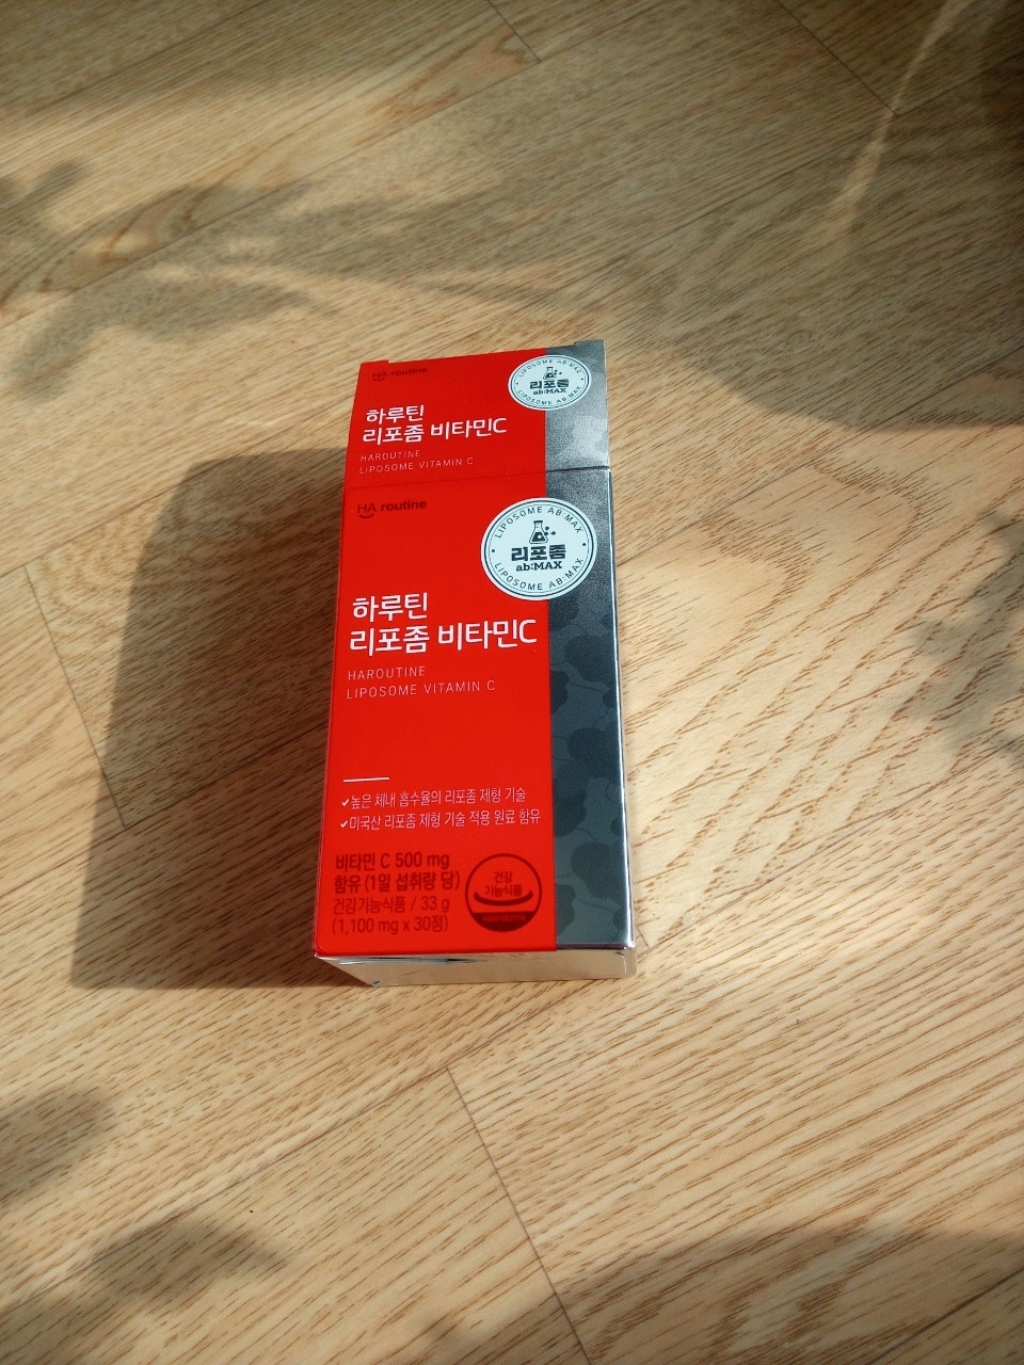 HA routine
LIPOSOME AB:MAX
리포좀
ab:MAX
LIPOSOME AB:MAX
하루틴
리포좀 비타민C
HAROUTINE
LIPOSOME VITAMIN C
HA routine
LIPOSOME AB:MAX
리포좀
ab:MAX
LIPOSOME AB:MAX
하루틴
리포좀 비타민C
HAROUTINE
LIPOSOME VITAMIN C
✔높은 체내 흡수율의 리포좀 제형 기술
✔미국산 리포좀 제형 기술 적용 원료 함유
비타민 C 500 mg
함유 (1일 섭취량 당)
건강기능식품 / 33 g
(1,100 mg x 30정)
건강
기능식품